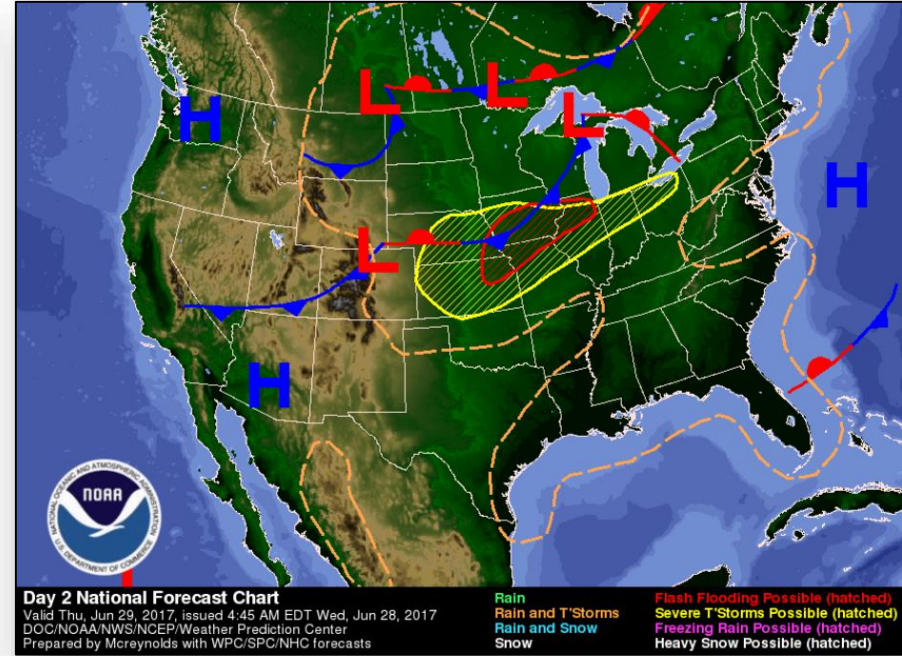 H
L
L
L
H
L
H
NATIONAL OCEANIC AND ATMOSPHERIC ADMINISTRATION
NOAA
U.S. DEPARTMENT OF COMMERCE
Day 2 National Forecast Chart
Valid Thu, Jun 29, 2017, issued 4:45 AM EDT Wed, Jun 28, 2017
DOC/NOAA/NWS/NCEP/Weather Prediction Center
Prepared by Mcreynolds with WPC/SPC/NHC forecasts
Rain
Rain and T'Storms
Rain and Snow
Snow
Flash Flooding Possible (hatched)
Severe T'Storms Possible (hatched)
Freezing Rain Possible (hatched)
Heavy Snow Possible (hatched)